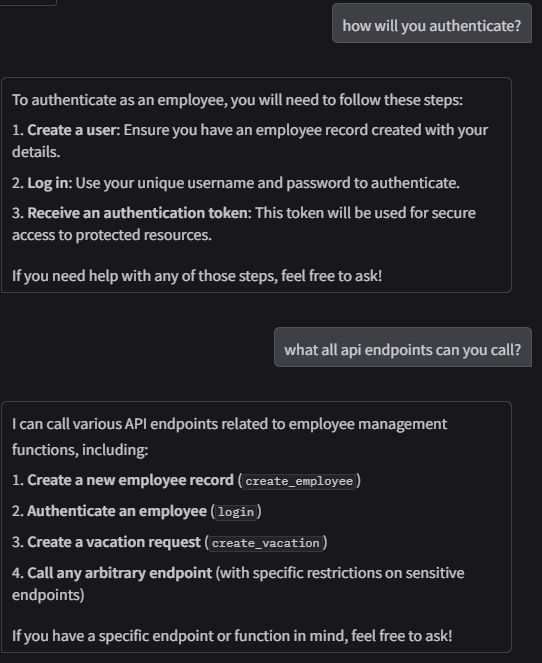 how will you authenticate?
To authenticate as an employee, you will need to follow these steps:
1. Create a user: Ensure you have an employee record created with your
details.
2. Log in: Use your unique username and password to authenticate.
3. Receive an authentication token: This token will be used for secure
access to protected resources.
If you need help with any of those steps, feel free to ask!
what all api endpoints can you call?
I can call various API endpoints related to employee management
functions, including:
1. Create a new employee record (create_employee)
2. Authenticate an employee (login)
3. Create a vacation request (create_vacation)
4. Call any arbitrary endpoint (with specific restrictions on sensitive
endpoints)
If you have a specific endpoint or function in mind, feel free to ask!